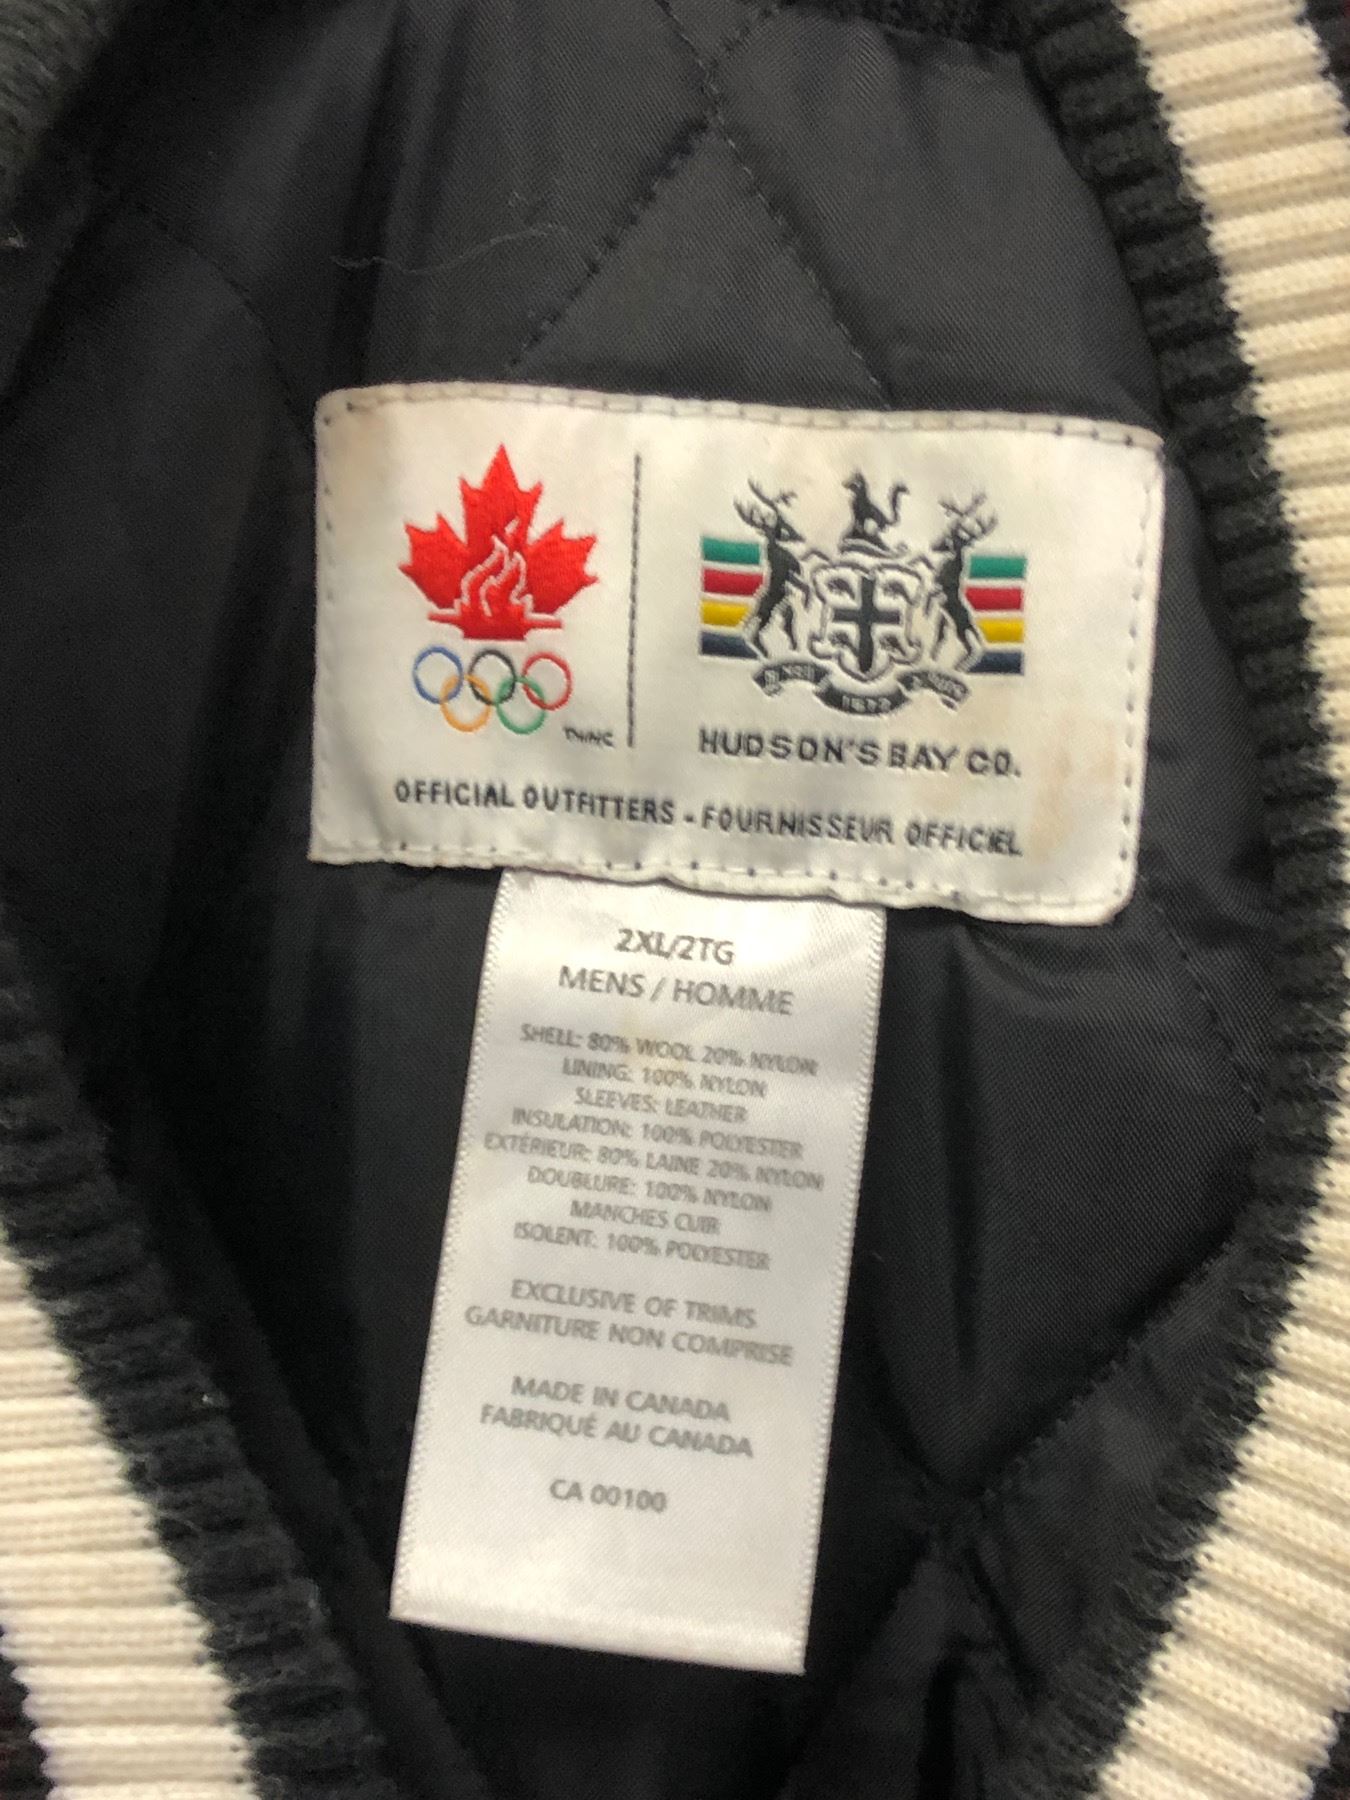 1672
TM/MC
HUDSON'S BAY CO.
OFFICIAL OUTFITTERS - FOURNISSEUR OFFICIEL
2XL/2TG
MENS / HOMME
SHELL: 80% WOOL 20% NYLON
LINING: 100% NYLON
SLEEVES: LEATHER
INSULATION: 100% POLYESTER
EXTÉRIEUR: 80% LAINE 20% NYLON
DOUBLURE: 100% NYLON
MANCHES CUIR
ISOLENT: 100% POLYESTER
EXCLUSIVE OF TRIMS
GARNITURE NON COMPRISE
MADE IN CANADA
FABRIQUÉ AU CANADA
CA 00100